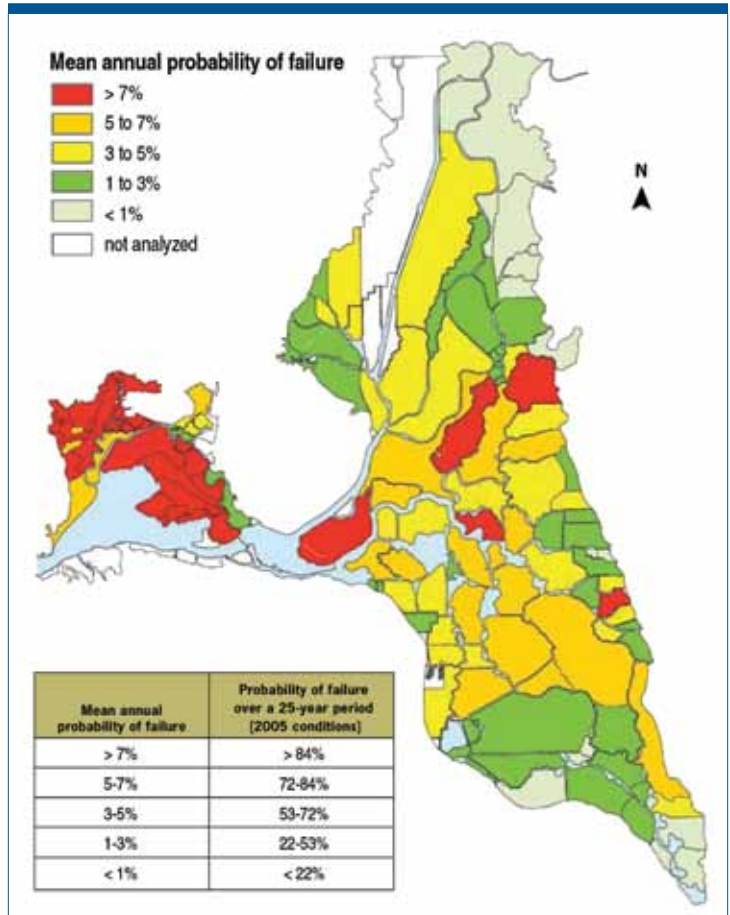 Mean annual probability of failure
> 7%
5 to 7%
3 to 5%
1 to 3%
< 1%
not analyzed
N
Mean annual
probability of failure
Probability of failure
over a 25-year period
[2005 conditions]
> 7%
> 84%
5-7%
72-84%
3-5%
53-72%
1-3%
22-53%
< 1%
< 22%